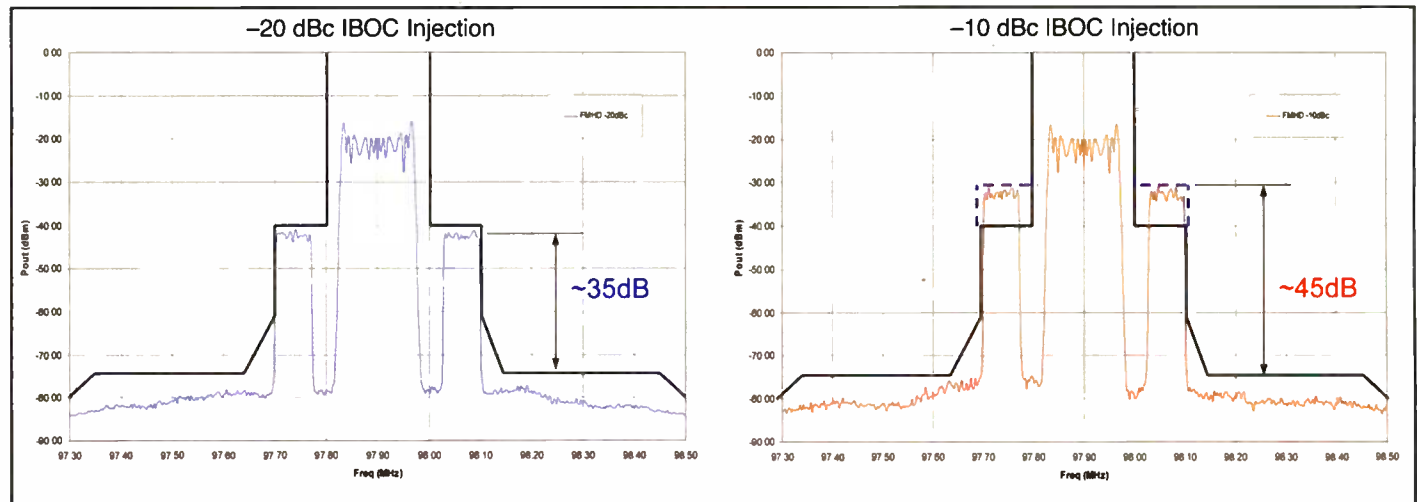 –20 dBc IBOC Injection
0.00
-10.00
-20.00
-30.00
-40.00
-50.00
-60.00
-70.00
-80.00
-90.00
Pout (dBm)
FMHD -20dBc
~35dB
97.30 97.40 97.50 97.60 97.70 97.80 97.90 98.00 98.10 98.20 98.30 98.40 98.50
Freq (MHz)
–10 dBc IBOC Injection
0.00
-10.00
-20.00
-30.00
-40.00
-50.00
-60.00
-70.00
-80.00
-90.00
Pout (dBm)
FMHD -10dBc
~45dB
97.30 97.40 97.50 97.60 97.70 97.80 97.90 98.00 98.10 98.20 98.30 98.40 98.50
Freq (MHz)